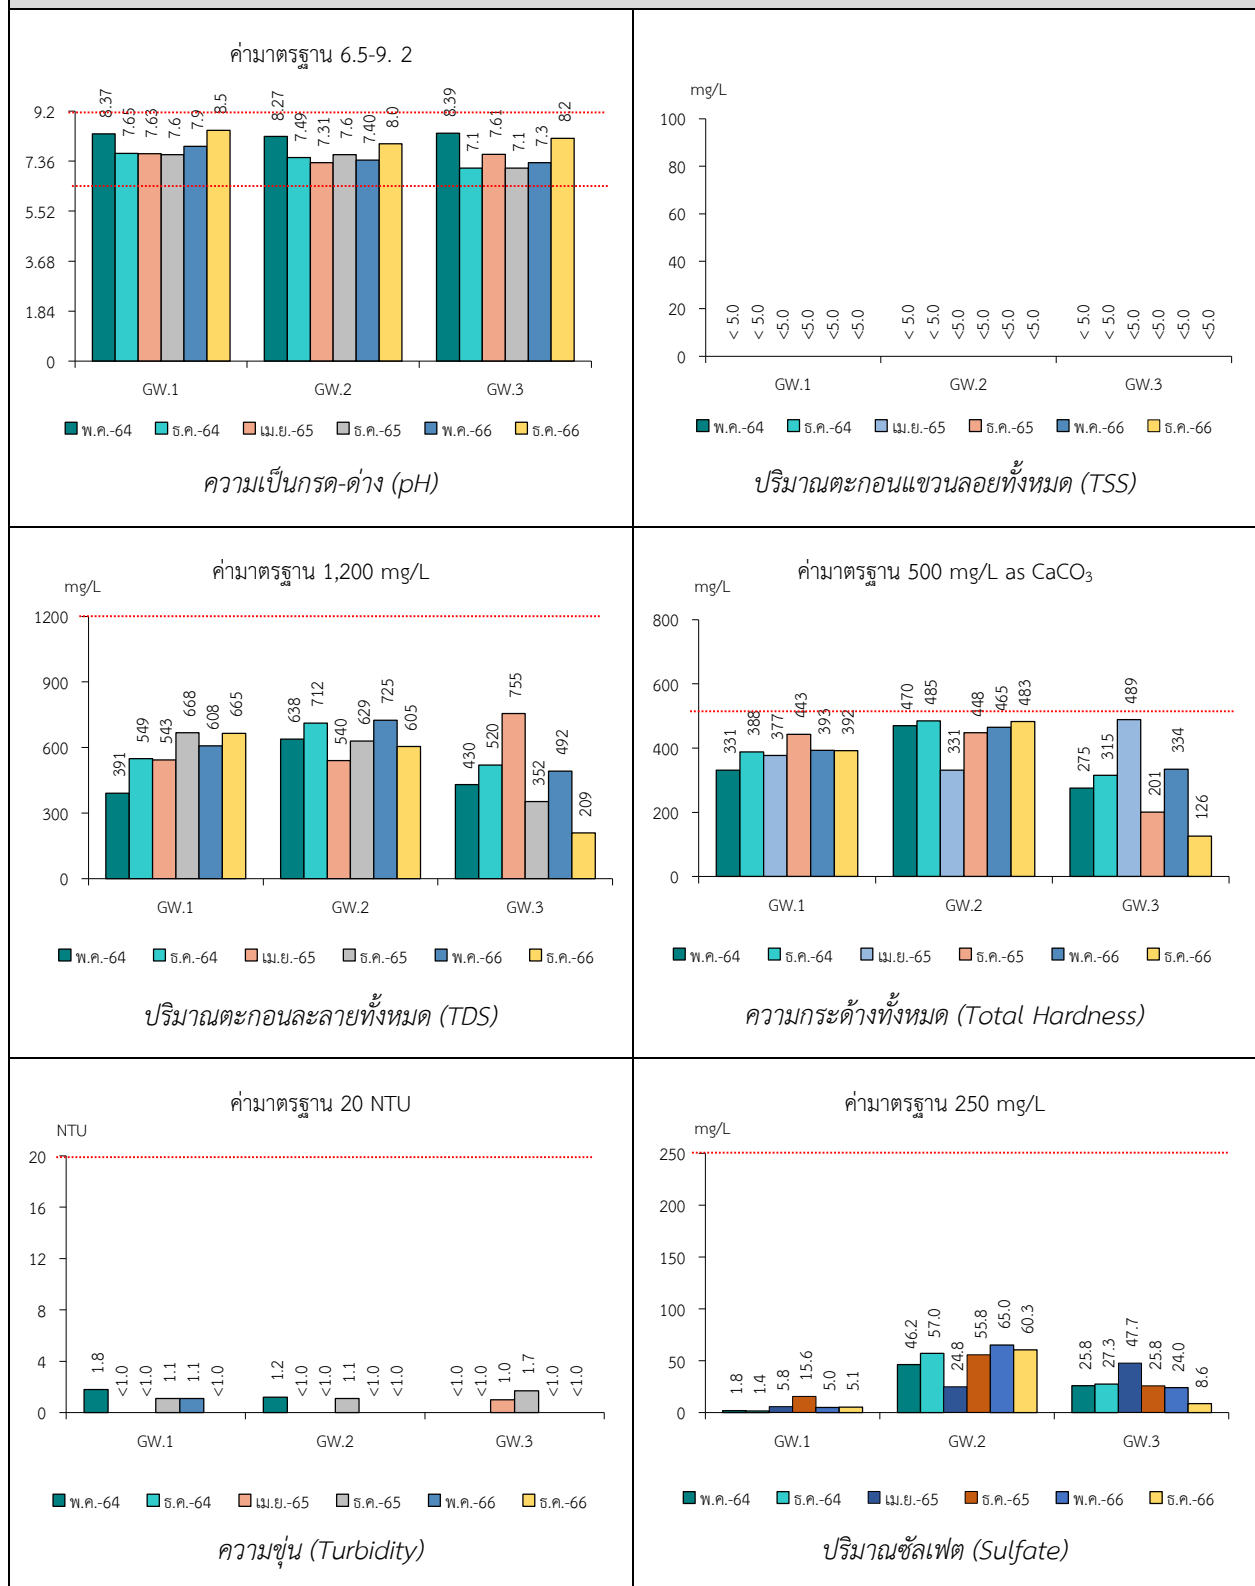 ค่ามาตรฐาน 6.5-9. 2
9.2
7.36
5.52
3.68
1.84
0
8.37 7.65 7.63 7.6 7.9 8.5
8.27 7.49 7.31 7.6 7.40 8.0
8.39 7.1 7.61 7.1 7.3 8.2
GW.1 GW.2 GW.3
พ.ค.-64 ธ.ค.-64 เม.ย.-65 ธ.ค.-65 พ.ค.-66 ธ.ค.-66
ความเป็นกรด-ด่าง (pH)
mg/L
100
80
60
40
20
0
< 5.0 < 5.0 <5.0 <5.0 <5.0 <5.0
< 5.0 < 5.0 <5.0 <5.0 <5.0 <5.0
< 5.0 < 5.0 <5.0 <5.0 <5.0 <5.0
GW.1 GW.2 GW.3
พ.ค.-64 ธ.ค.-64 เม.ย.-65 ธ.ค.-65 พ.ค.-66 ธ.ค.-66
ปริมาณตะกอนแขวนลอยทั้งหมด (TSS)
ค่ามาตรฐาน 1,200 mg/L
mg/L
1200
900
600
300
0
391 549 543 668 608 665
638 712 540 629 725 605
430 520 755 352 492 209
GW.1 GW.2 GW.3
พ.ค.-64 ธ.ค.-64 เม.ย.-65 ธ.ค.-65 พ.ค.-66 ธ.ค.-66
ปริมาณตะกอนละลายทั้งหมด (TDS)
ค่ามาตรฐาน 500 mg/L as CaCO₃
mg/L
800
600
400
200
0
331 388 377 443 393 392
470 485 331 448 465 483
275 315 489 201 334 126
GW.1 GW.2 GW.3
พ.ค.-64 ธ.ค.-64 เม.ย.-65 ธ.ค.-65 พ.ค.-66 ธ.ค.-66
ความกระด้างทั้งหมด (Total Hardness)
ค่ามาตรฐาน 20 NTU
NTU
20
16
12
8
4
0
1.8 <1.0 <1.0 1.1 1.1 <1.0
1.2 <1.0 <1.0 1.1 <1.0 <1.0
<1.0 <1.0 1.0 1.7 <1.0 <1.0
GW.1 GW.2 GW.3
พ.ค.-64 ธ.ค.-64 เม.ย.-65 ธ.ค.-65 พ.ค.-66 ธ.ค.-66
ความขุ่น (Turbidity)
ค่ามาตรฐาน 250 mg/L
mg/L
250
200
150
100
50
0
1.8 1.4 5.8 15.6 5.0 5.1
46.2 57.0 24.8 55.8 65.0 60.3
25.8 27.3 47.7 25.8 24.0 8.6
GW.1 GW.2 GW.3
พ.ค.-64 ธ.ค.-64 เม.ย.-65 ธ.ค.-65 พ.ค.-66 ธ.ค.-66
ปริมาณซัลเฟต (Sulfate)